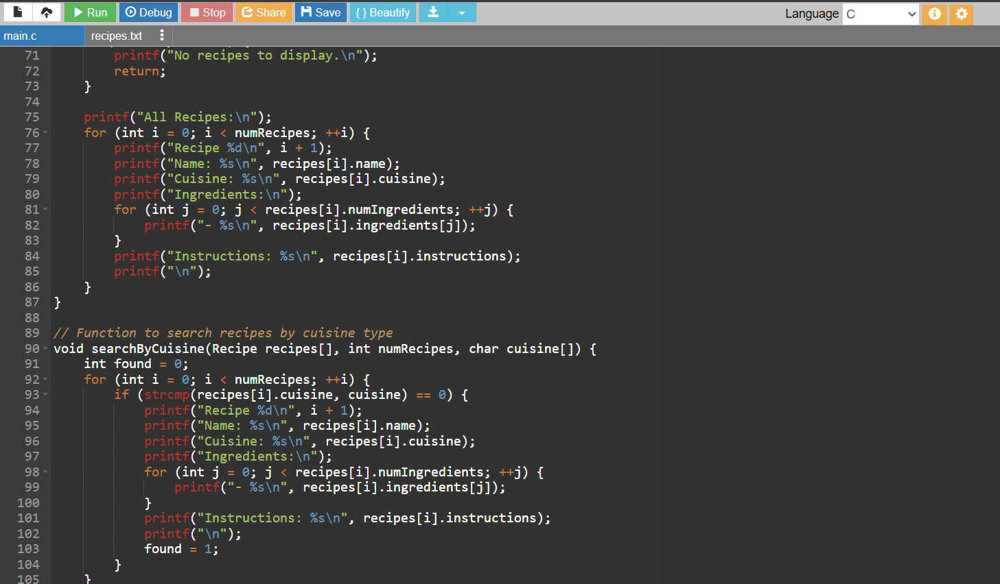 Run Debug Stop Share Save { } Beautify Language C
main.c recipes.txt
71 printf("No recipes to display.\n");
72 return;
73 }
74
75 printf("All Recipes:\n");
76 for (int i = 0; i < numRecipes; ++i) {
77 printf("Recipe %d\n", i + 1);
78 printf("Name: %s\n", recipes[i].name);
79 printf("Cuisine: %s\n", recipes[i].cuisine);
80 printf("Ingredients:\n");
81 for (int j = 0; j < recipes[i].numIngredients; ++j) {
82 printf("- %s\n", recipes[i].ingredients[j]);
83 }
84 printf("Instructions: %s\n", recipes[i].instructions);
85 printf("\n");
86 }
87 }
88
89 // Function to search recipes by cuisine type
90 void searchByCuisine(Recipe recipes[], int numRecipes, char cuisine[]) {
91 int found = 0;
92 for (int i = 0; i < numRecipes; ++i) {
93 if (strcmp(recipes[i].cuisine, cuisine) == 0) {
94 printf("Recipe %d\n", i + 1);
95 printf("Name: %s\n", recipes[i].name);
96 printf("Cuisine: %s\n", recipes[i].cuisine);
97 printf("Ingredients:\n");
98 for (int j = 0; j < recipes[i].numIngredients; ++j) {
99 printf("- %s\n", recipes[i].ingredients[j]);
100 }
101 printf("Instructions: %s\n", recipes[i].instructions);
102 printf("\n");
103 found = 1;
104 }
105 }